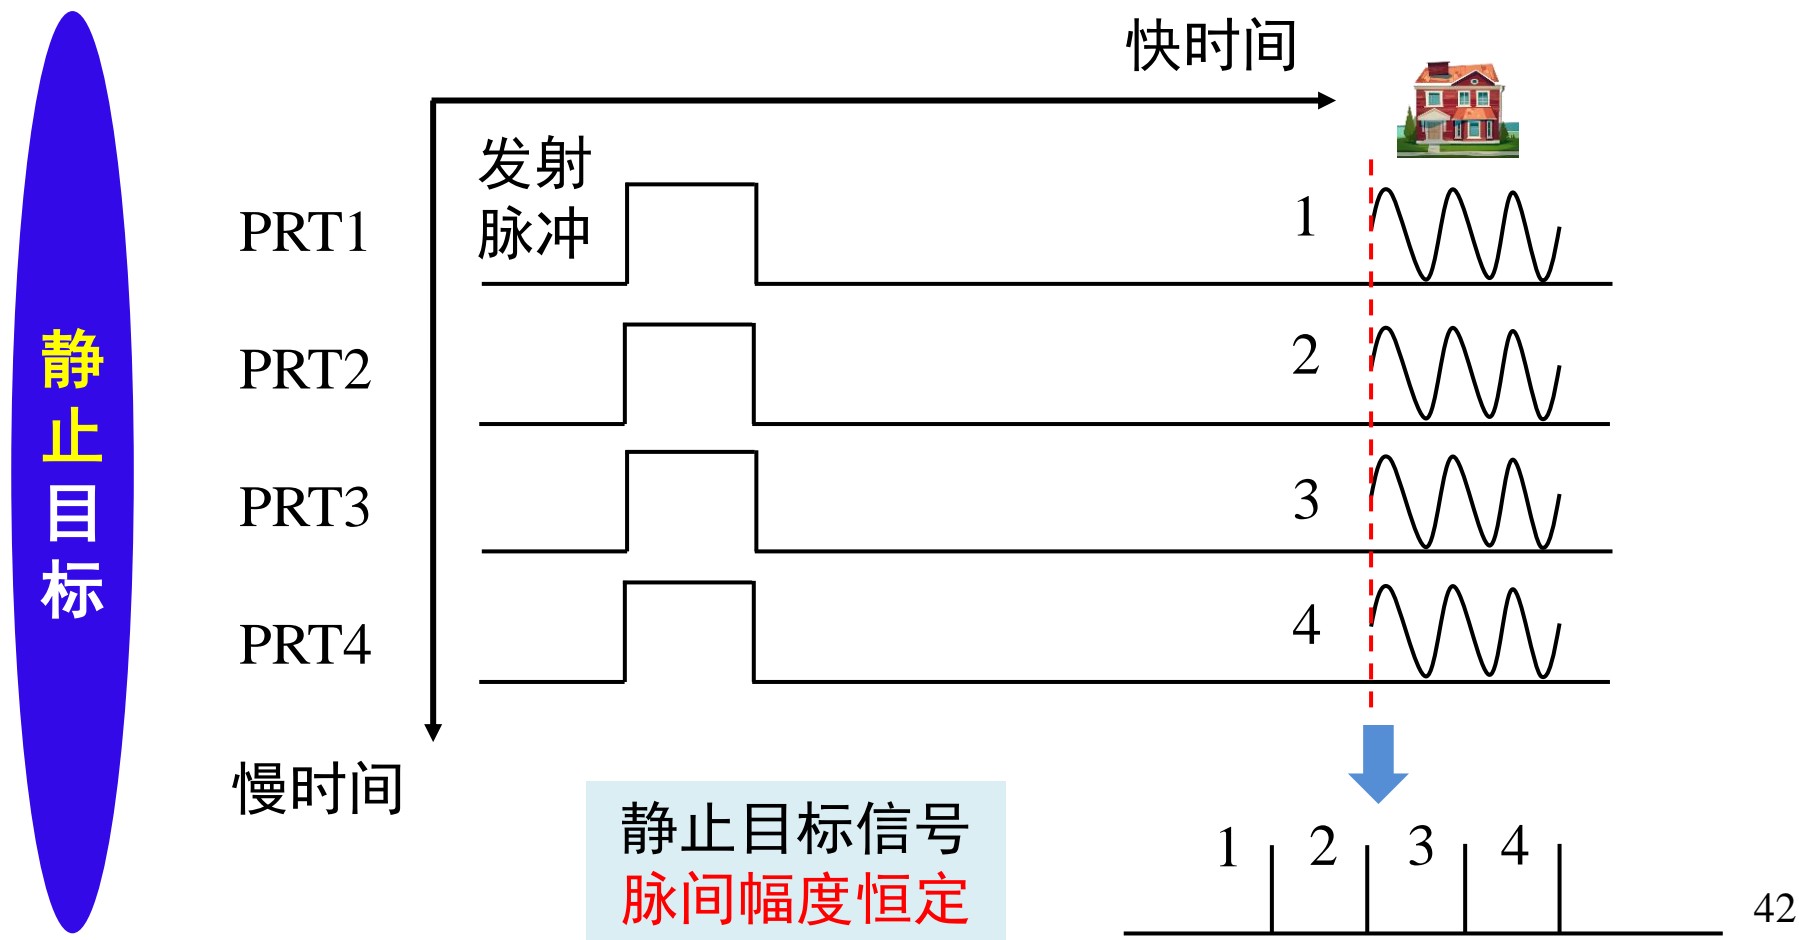 快时间
发射
脉冲
PRT1
1
PRT2
2
PRT3
3
PRT4
4
静
止
目
标
慢时间
静止目标信号
脉间幅度恒定
1 2 3 4
42